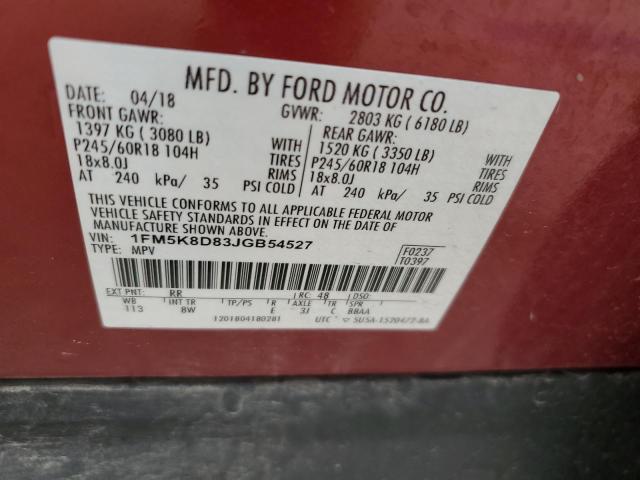 MFD. BY FORD MOTOR CO.
DATE: 04/18 GVWR: 2803 KG ( 6180 LB)
FRONT GAWR: REAR GAWR:
1397 KG ( 3080 LB) WITH 1520 KG ( 3350 LB) WITH
P245/60R18 104H TIRES P245/60R18 104H TIRES
18x8.0J RIMS 18x8.0J RIMS
AT 240 kPa/ 35 PSI COLD AT 240 kPa/ 35 PSI COLD
THIS VEHICLE CONFORMS TO ALL APPLICABLE FEDERAL MOTOR
VEHICLE SAFETY STANDARDS IN EFFECT ON THE DATE OF
MANUFACTURE SHOWN ABOVE.
VIN: 1FM5K8D83JGB54527 F0237
TYPE: MPV T0397
EXT PNT: RR RC: 48 DSO:
WB INT TR TP/PS R AXLE TR SPR
113 8W E 3J C BBAA
1201804180281 UTC 5U5A-1520472-BA